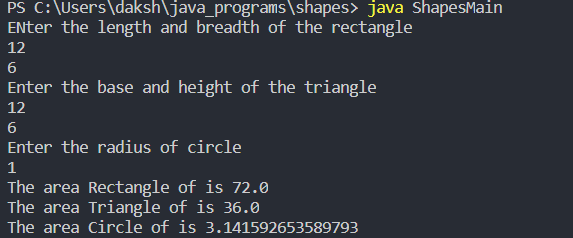 PS C:\Users\daksh\java_programs\shapes> java ShapesMain
ENter the length and breadth of the rectangle
12
6
Enter the base and height of the triangle
12
6
Enter the radius of circle
1
The area Rectangle of is 72.0
The area Triangle of is 36.0
The area Circle of is 3.141592653589793